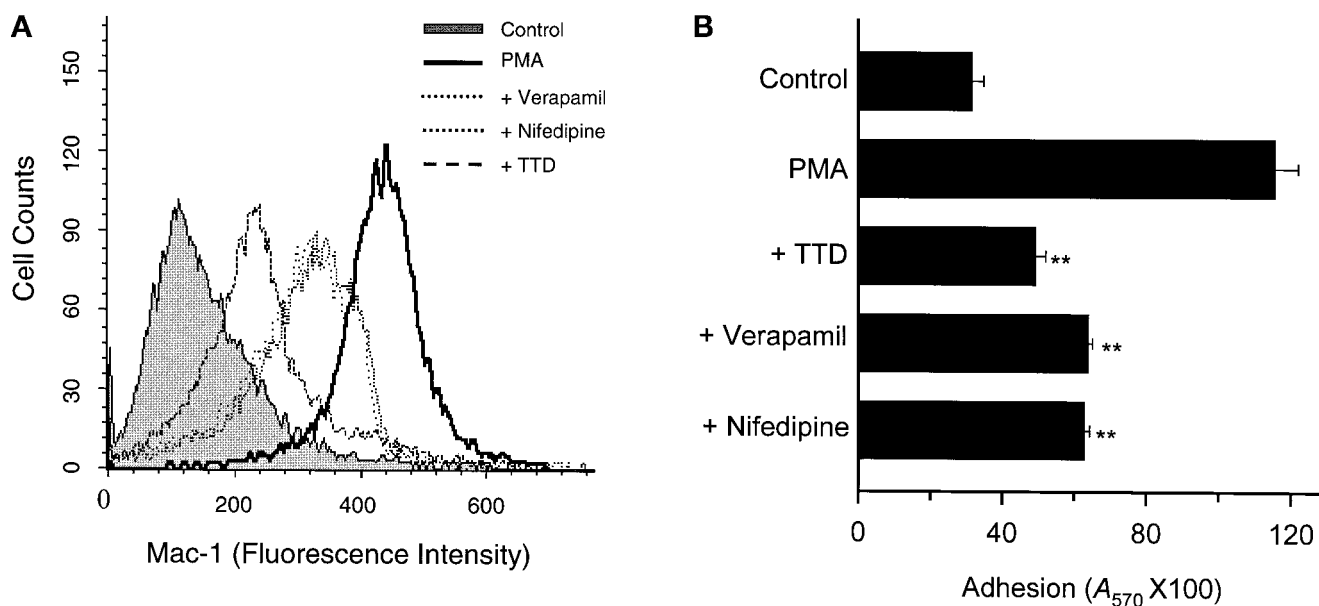 A
Control
PMA
+ Verapamil
+ Nifedipine
+ TTD
Cell Counts
150
120
90
60
30
0
0 200 400 600
Mac-1 (Fluorescence Intensity)
B
Control
PMA
+ TTD **
+ Verapamil **
+ Nifedipine **
0 40 80 120
Adhesion (A570 X100)